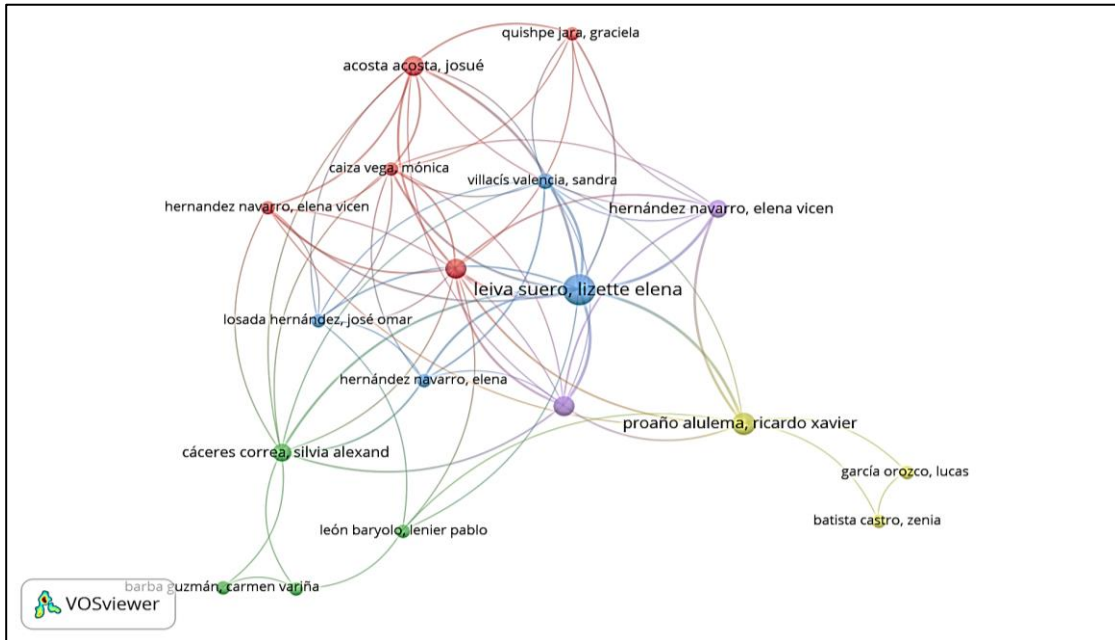 quishpe jara, graciela
acosta acosta, josué
caiza vega, mónica
villacís valencia, sandra
hernandez navarro, elena vicen
hernández navarro, elena vicen
leiva suero, lizette elena
losada hernández, josé omar
hernández navarro, elena
proaño alulema, ricardo xavier
cáceres correa, silvia alexand
garcía orozco, lucas
batista castro, zenia
león baryolo, lenier pablo
barba guzmán, carmen variña
VOSviewer